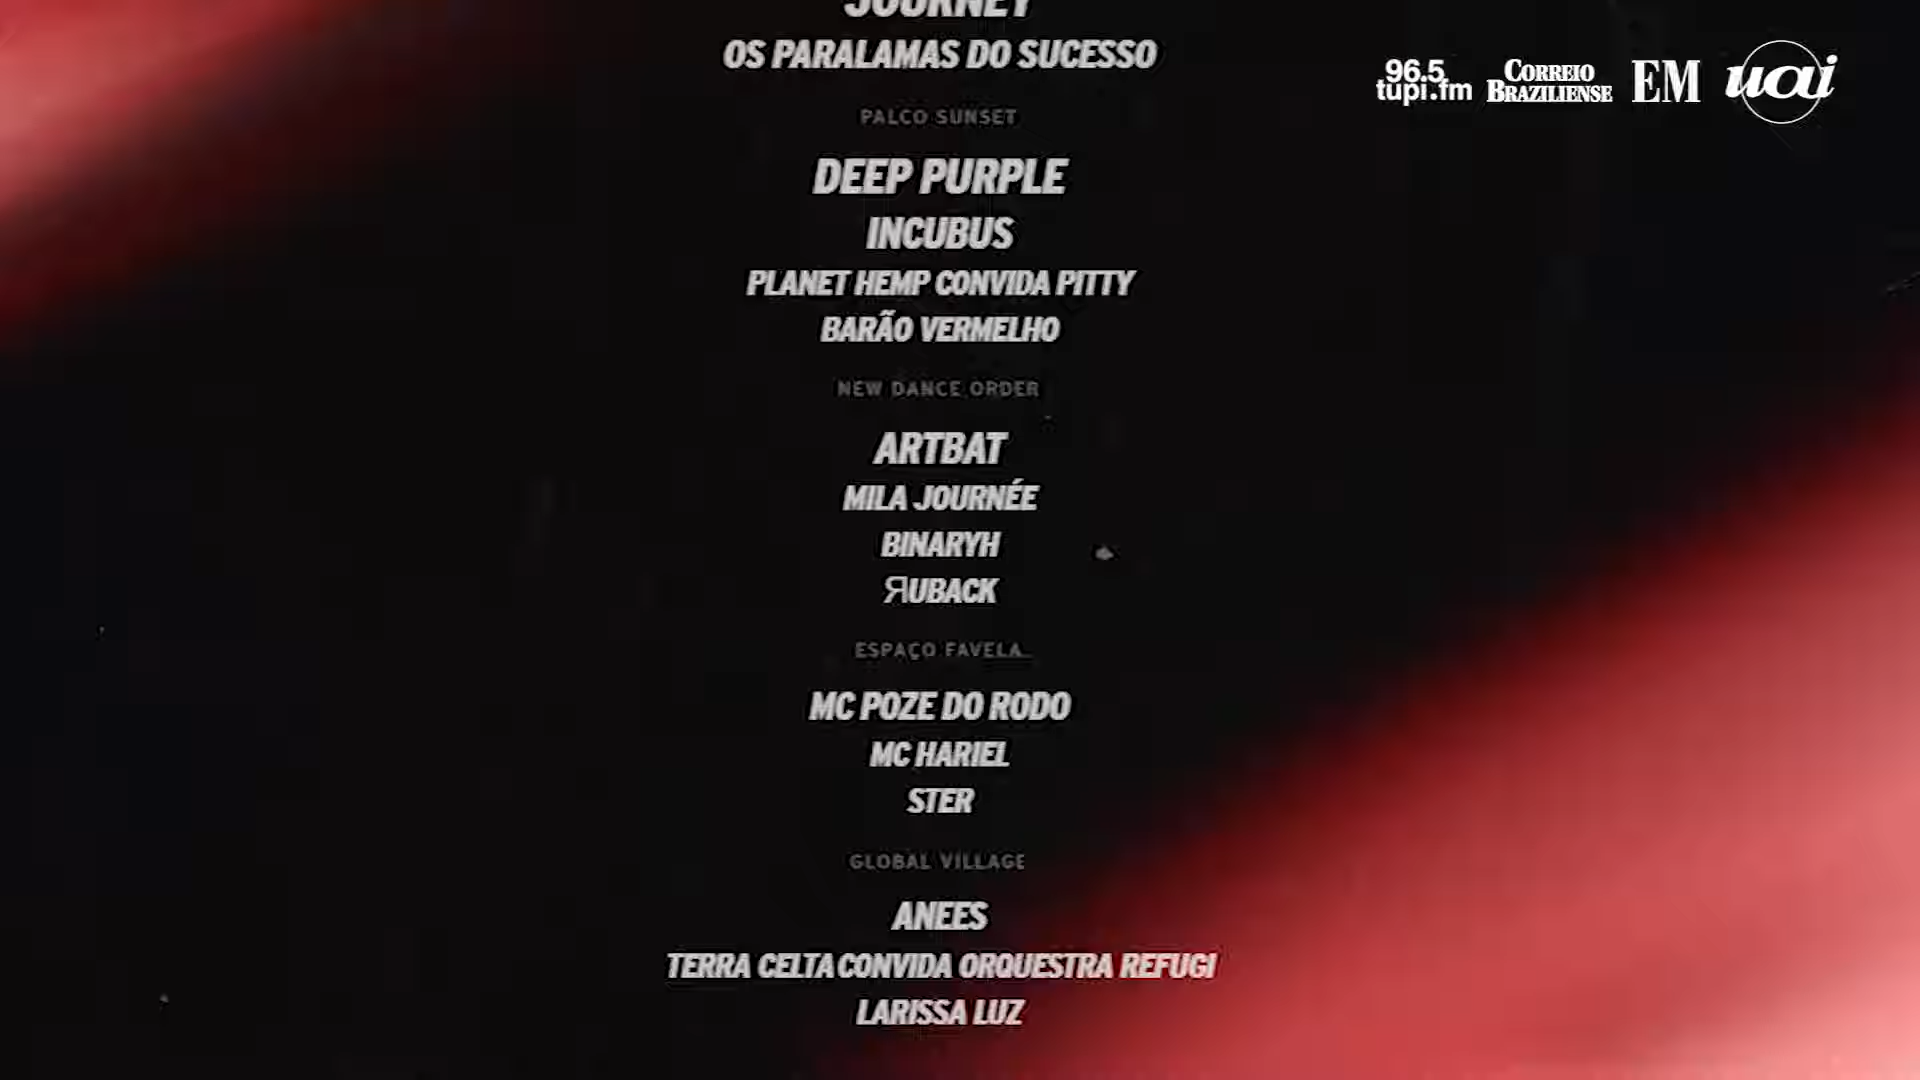 JOURNEY
OS PARALAMAS DO SUCESSO
96.5
tupi.fm
CORREIO
BRAZILIENSE
EM
uai
PALCO SUNSET
DEEP PURPLE
INCUBUS
PLANET HEMP CONVIDA PITTY
BARÃO VERMELHO
NEW DANCE ORDER
ARTBAT
MILA JOURNÉE
BINARYH
ЯUBACK
ESPAÇO FAVELA
MC POZE DO RODO
MC HARIEL
STER
GLOBAL VILLAGE
ANEES
TERRA CELTA CONVIDA ORQUESTRA REFUGI
LARISSA LUZ